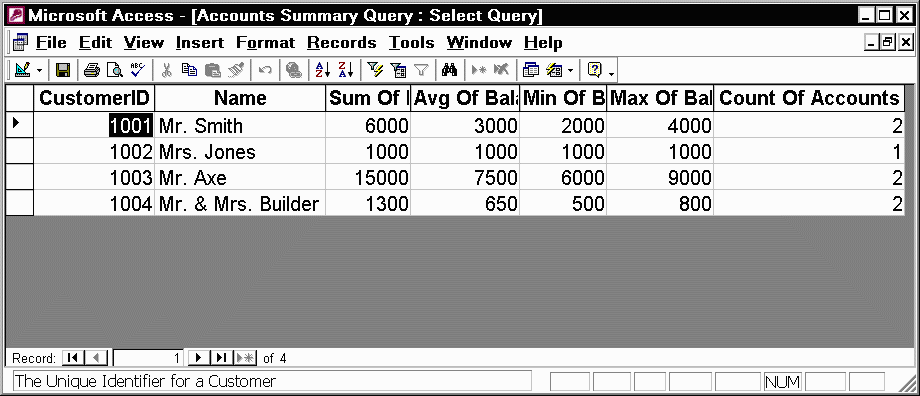 Microsoft Access - [Accounts Summary Query : Select Query]
File Edit View Insert Format Records Tools Window Help
CustomerID Name Sum Of Avg Of Bala Min Of B Max Of Bal Count Of Accounts
1001 Mr. Smith 6000 3000 2000 4000 2
1002 Mrs. Jones 1000 1000 1000 1000 1
1003 Mr. Axe 15000 7500 6000 9000 2
1004 Mr. & Mrs. Builder 1300 650 500 800 2
Record: 1 of 4
The Unique Identifier for a Customer NUM